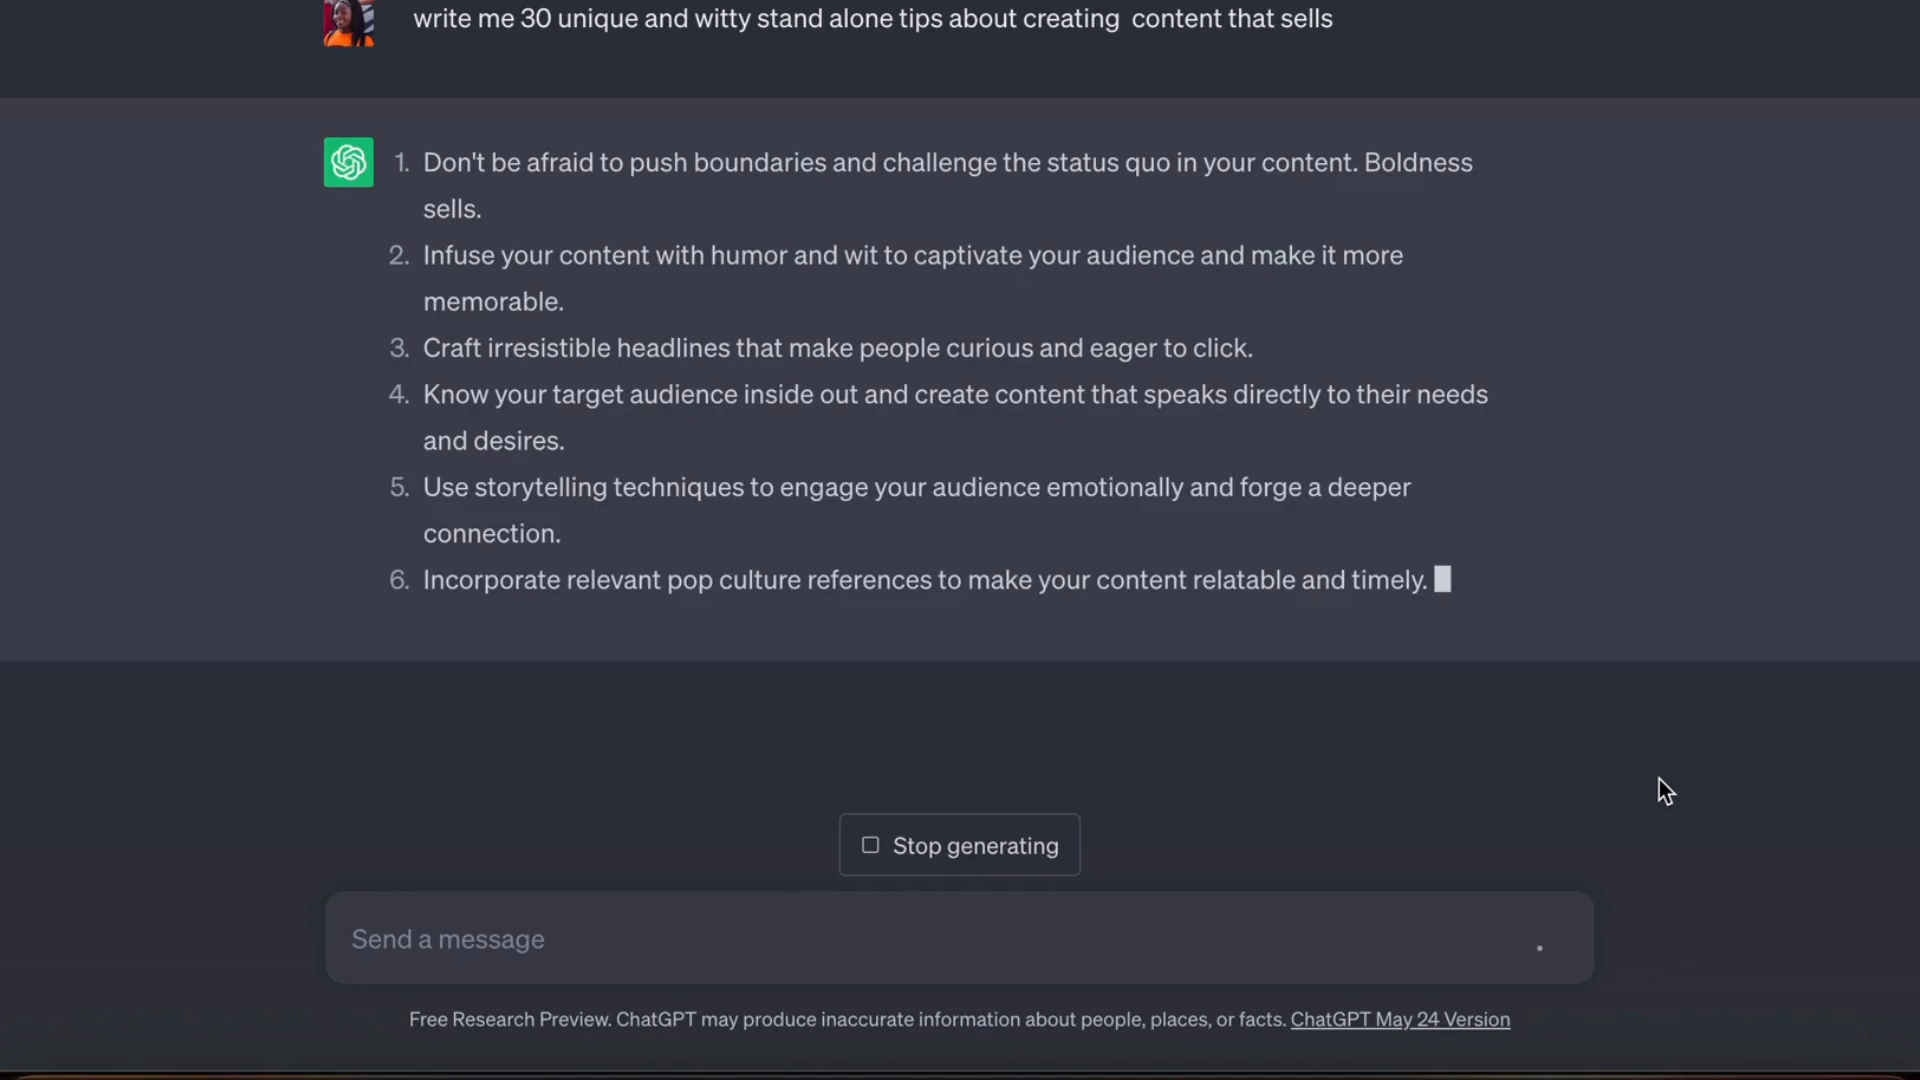 write me 30 unique and witty stand alone tips about creating  content that sells
1. Don't be afraid to push boundaries and challenge the status quo in your content. Boldness
sells.
2. Infuse your content with humor and wit to captivate your audience and make it more
memorable.
3. Craft irresistible headlines that make people curious and eager to click.
4. Know your target audience inside out and create content that speaks directly to their needs
and desires.
5. Use storytelling techniques to engage your audience emotionally and forge a deeper
connection.
6. Incorporate relevant pop culture references to make your content relatable and timely.
Stop generating
Send a message
Free Research Preview. ChatGPT may produce inaccurate information about people, places, or facts. ChatGPT May 24 Version